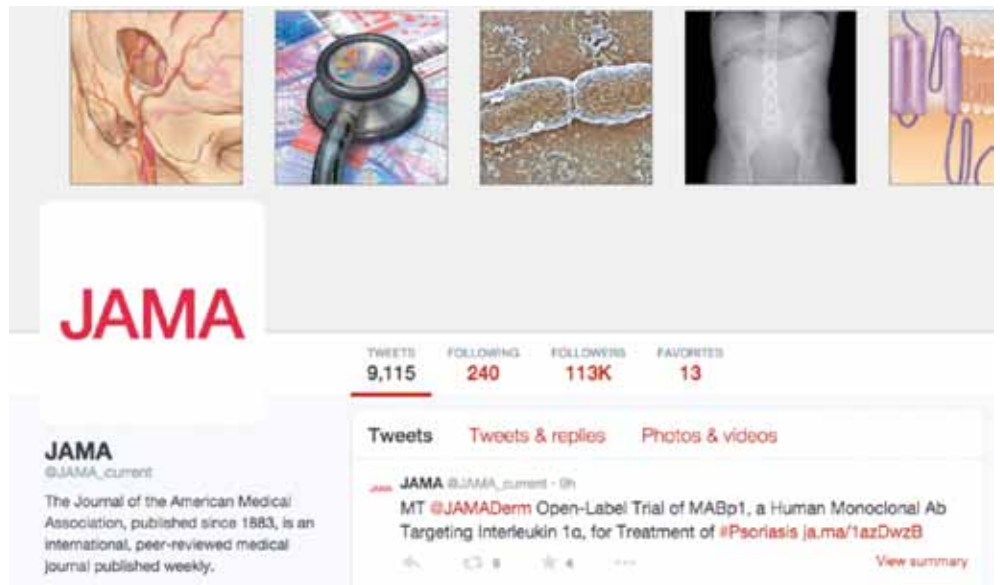 JAMA
TWEETS FOLLOWING FOLLOWERS FAVORITES
9,115 240 113K 13
JAMA
@JAMA_current
The Journal of the American Medical
Association, published since 1883, is an
international, peer-reviewed medical
journal published weekly.
Tweets Tweets & replies Photos & videos
JAMA @JAMA_current · 9h
MT @JAMADerm Open-Label Trial of MABp1, a Human Monoclonal Ab
Targeting Interleukin 1α, for Treatment of #Psoriasis ja.ma/1azDwzB
4
View summary